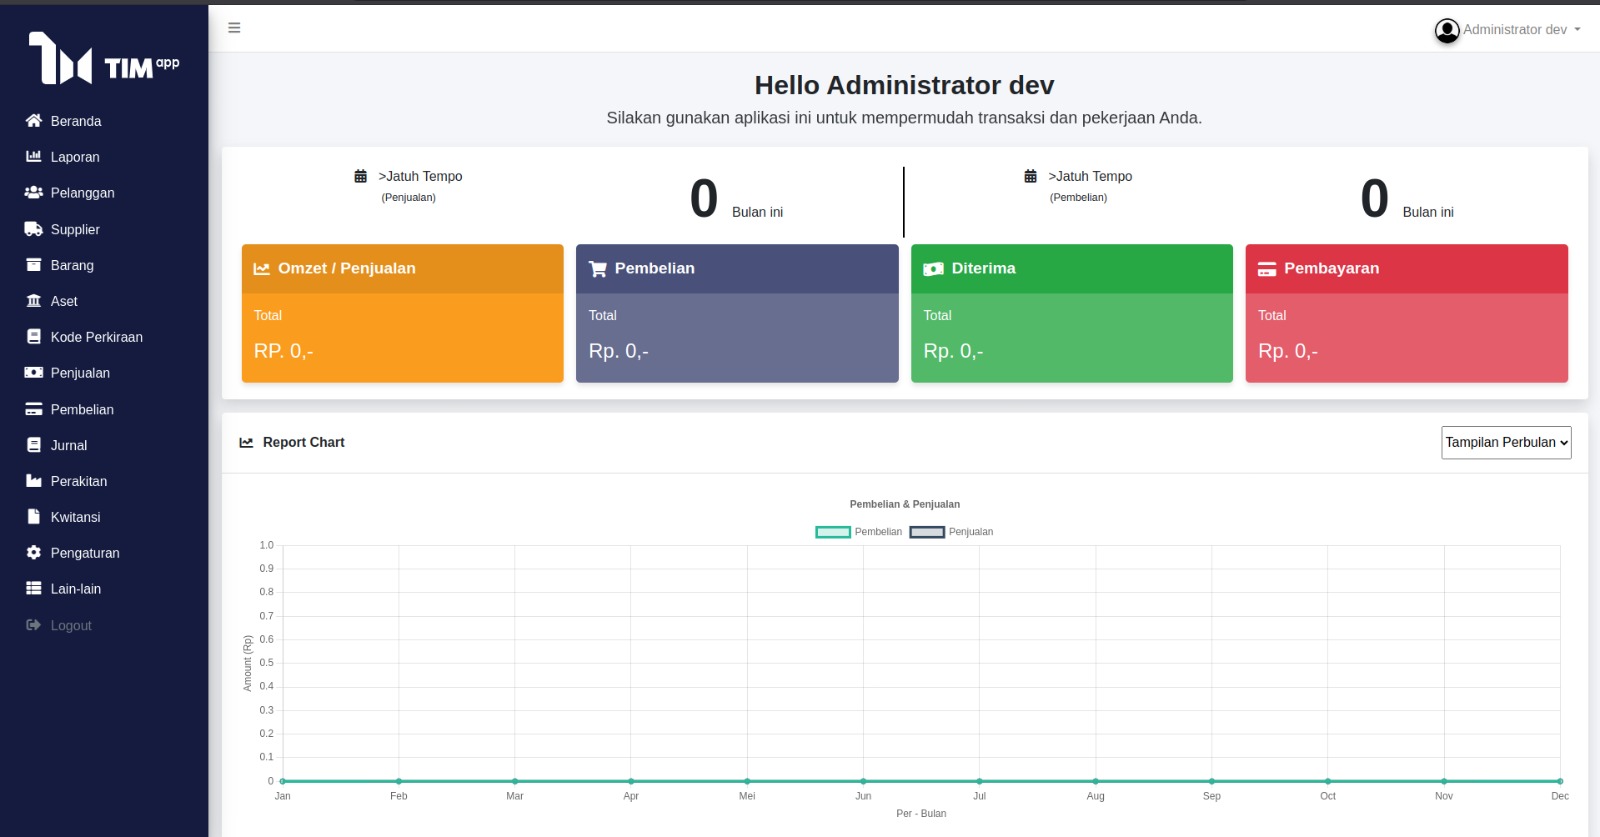 TIM app
Administrator dev
Beranda
Laporan
Pelanggan
Supplier
Barang
Aset
Kode Perkiraan
Penjualan
Pembelian
Jurnal
Perakitan
Kwitansi
Pengaturan
Lain-lain
Logout
Hello Administrator dev
Silakan gunakan aplikasi ini untuk mempermudah transaksi dan pekerjaan Anda.
>Jatuh Tempo
(Penjualan)
0 Bulan ini
>Jatuh Tempo
(Pembelian)
0 Bulan ini
Omzet / Penjualan
Total
RP. 0,-
Pembelian
Total
Rp. 0,-
Diterima
Total
Rp. 0,-
Pembayaran
Total
Rp. 0,-
Report Chart
Tampilan Perbulan
Pembelian & Penjualan
Pembelian Penjualan
Amount (Rp)
1.0
0.9
0.8
0.7
0.6
0.5
0.4
0.3
0.2
0.1
0
Jan Feb Mar Apr Mei Jun Jul Aug Sep Oct Nov Dec
Per - Bulan